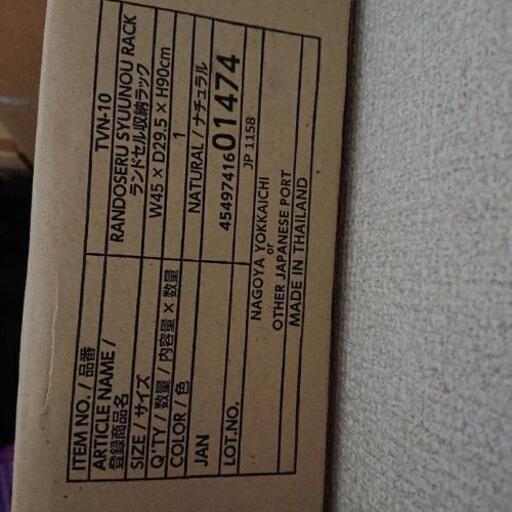 ITEM NO. / 品番 TVN-10
ARTICLE NAME / RANDOSERU SYUUNOU RACK
登録商品名 ランドセル収納ラック
SIZE / サイズ W45 × D29.5 × H90cm
Q'TY / 数量 / 内容量 × 数量 1
COLOR / 色 NATURAL / ナチュラル
JAN 4549741601474
LOT.NO. JP 1158
NAGOYA YOKKAICHI
or
OTHER JAPANESE PORT
MADE IN THAILAND